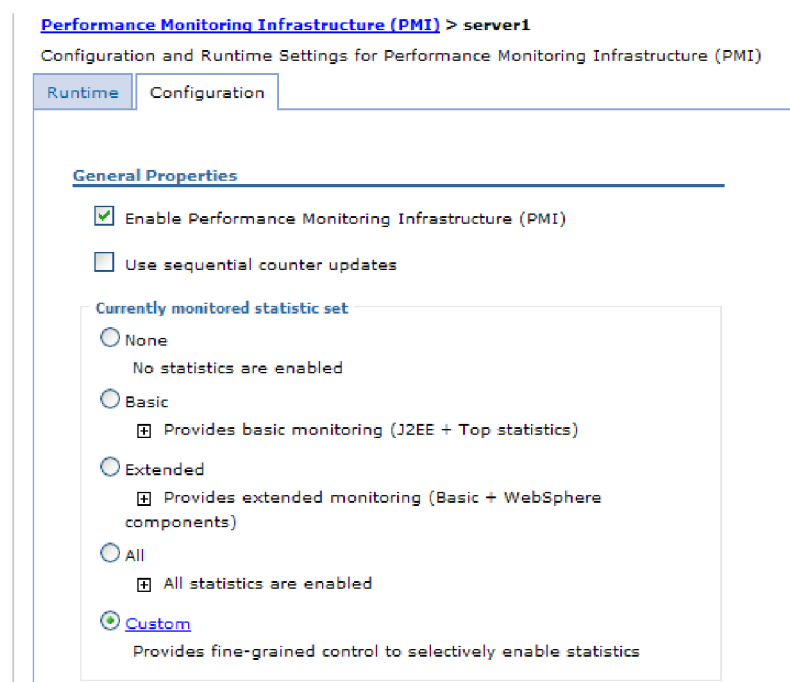 Performance Monitoring Infrastructure (PMI) > server1
Configuration and Runtime Settings for Performance Monitoring Infrastructure (PMI)
Runtime
Configuration
General Properties
Enable Performance Monitoring Infrastructure (PMI)
Use sequential counter updates
Currently monitored statistic set
None
No statistics are enabled
Basic
Provides basic monitoring (J2EE + Top statistics)
Extended
Provides extended monitoring (Basic + WebSphere
components)
All
All statistics are enabled
Custom
Provides fine-grained control to selectively enable statistics